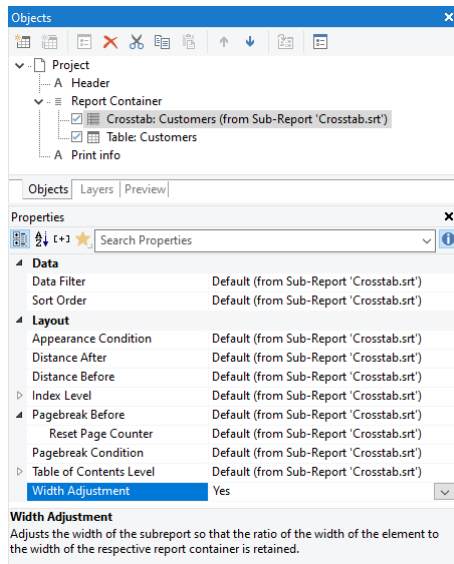 Objects
Project
A Header
Report Container
Crosstab: Customers (from Sub-Report 'Crosstab.srt')
Table: Customers
A Print info
Objects Layers Preview
Properties
Search Properties
Data
Data Filter Default (from Sub-Report 'Crosstab.srt')
Sort Order Default (from Sub-Report 'Crosstab.srt')
Layout
Appearance Condition Default (from Sub-Report 'Crosstab.srt')
Distance After Default (from Sub-Report 'Crosstab.srt')
Distance Before Default (from Sub-Report 'Crosstab.srt')
Index Level Default (from Sub-Report 'Crosstab.srt')
Pagebreak Before Default (from Sub-Report 'Crosstab.srt')
Reset Page Counter Default (from Sub-Report 'Crosstab.srt')
Pagebreak Condition Default (from Sub-Report 'Crosstab.srt')
Table of Contents Level Default (from Sub-Report 'Crosstab.srt')
Width Adjustment Yes
Width Adjustment
Adjusts the width of the subreport so that the ratio of the width of the element to
the width of the respective report container is retained.